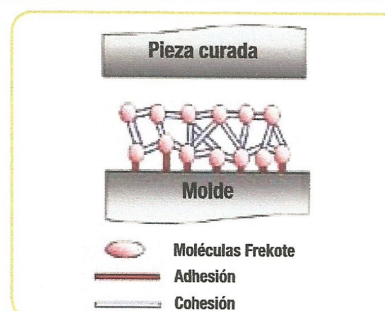 Pieza curada
Molde
Moléculas Frekote
Adhesión
Cohesión